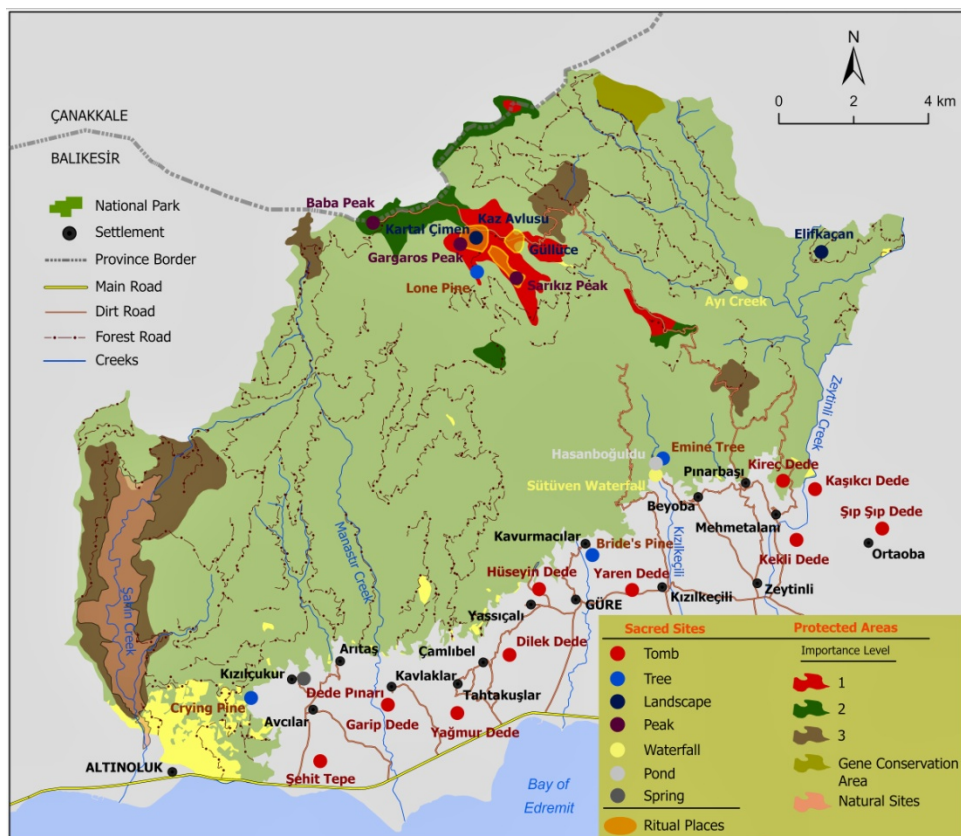 N
0 2 4 km
ÇANAKKALE
BALIKESİR
National Park
Settlement
Province Border
Main Road
Dirt Road
Forest Road
Creeks
Baba Peak
Kaz Avlusu
Kartal Çimen
Gargaros Peak
Güllüce
Lone Pine
Sarıkız Peak
Elifkaçan
Ayı Creek
Zeytinli Creek
Emine Tree
Hasanboğuldu
Sütüven Waterfall
Pınarbaşı
Kireç Dede
Kaşıkcı Dede
Beyoba
Mehmetalanı
Şıp Şıp Dede
Ortaoba
Kekli Dede
Kavurmacılar
Bride's Pine
Kızılkeçili
Manastır Creek
Şahin Creek
Hüseyin Dede
Yaren Dede
Kızılkeçili
Zeytinli
Yassıçalı
GÜRE
Dilek Dede
Arıtaş
Çamlıbel
Kızılçukur
Dede Pınarı
Kavlaklar
Tahtakuşlar
Crying Pine
Avcılar
Garip Dede
Yağmur Dede
ALTINOLUK
Şehit Tepe
Bay of
Edremit
Sacred Sites
Tomb
Tree
Landscape
Peak
Waterfall
Pond
Spring
Ritual Places
Protected Areas
Importance Level
1
2
3
Gene Conservation
Area
Natural Sites